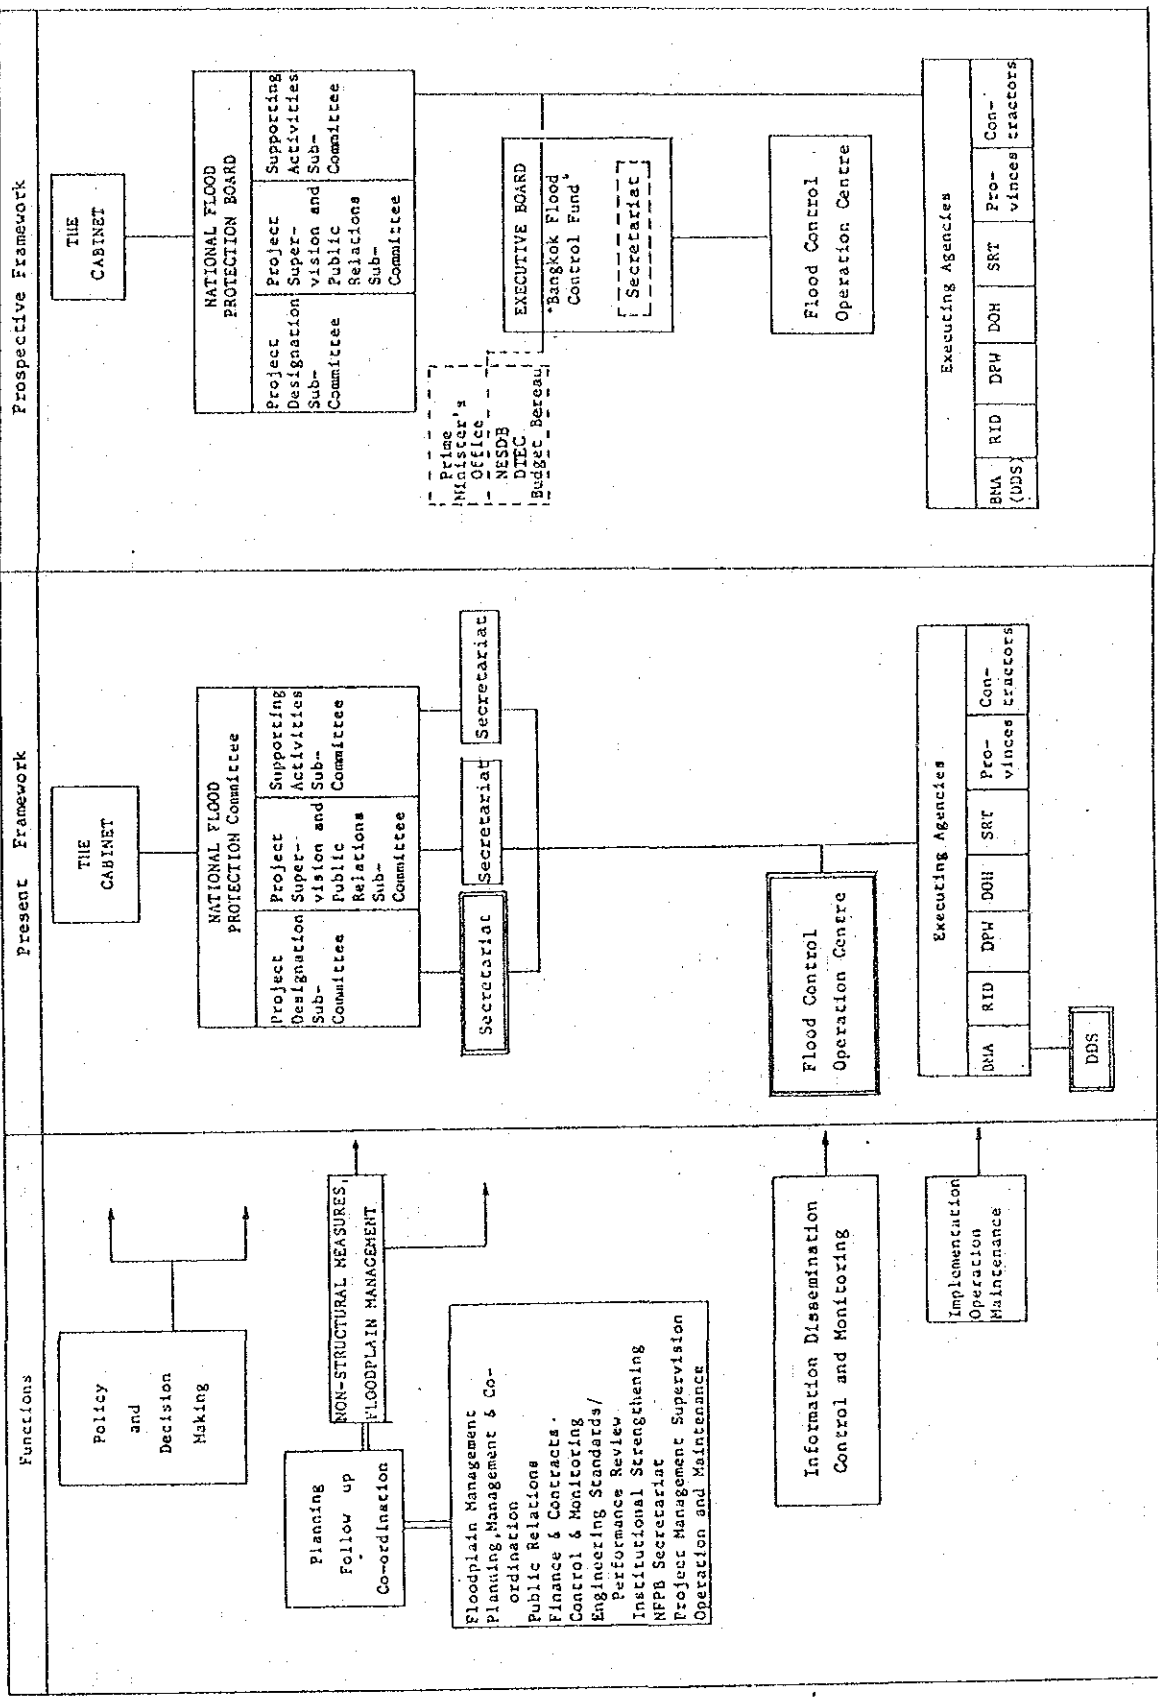 Functions
Present Framework
Prospective Framework
Policy
and
Decision
Making
Planning
Follow up
Co-ordination
NON-STRUCTURAL MEASURES,
FLOODPLAIN MANAGEMENT
Floodplain Management
Planning,Management & Co-
ordination
Public Relations
Finance & Contracts.
Control & Monitoring
Engineering Standards/
Performance Review
Institutional Strengthening
NFPB Secretariat
Project Management Supervision
Operation and Maintenance
Information Dissemination
Control and Monitoring
Implementation
Operation
Maintenance
THE
CABINET
NATIONAL FLOOD
PROTECTION Committee
Project
Designation
Sub-
Committee
Project
Super-
vision and
Public
Relations
Sub-
Committee
Supporting
Activities
Sub-
Committee
Secretariat
Secretariat
Secretariat
Flood Control
Operation Centre
Executing Agencies
BMA
RID
DPW
DOH
SRT
Pro-
vinces
Con-
tractors
DDS
THE
CABINET
NATIONAL FLOOD
PROTECTION BOARD
Project
Designation
Sub-
Committee
Project
Super-
vision and
Public
Relations
Sub-
Committee
Supporting
Activities
Sub-
Committee
Prime
Minister's
Office
NESDB
DTEC
Budget Bereau
EXECUTIVE BOARD
"Bangkok Flood
Control Fund"
Secretariat
Flood Control
Operation Centre
Executing Agencies
BMA
(DDS)
RID
DPW
DOH
SRT
Pro-
vinces
Con-
tractors